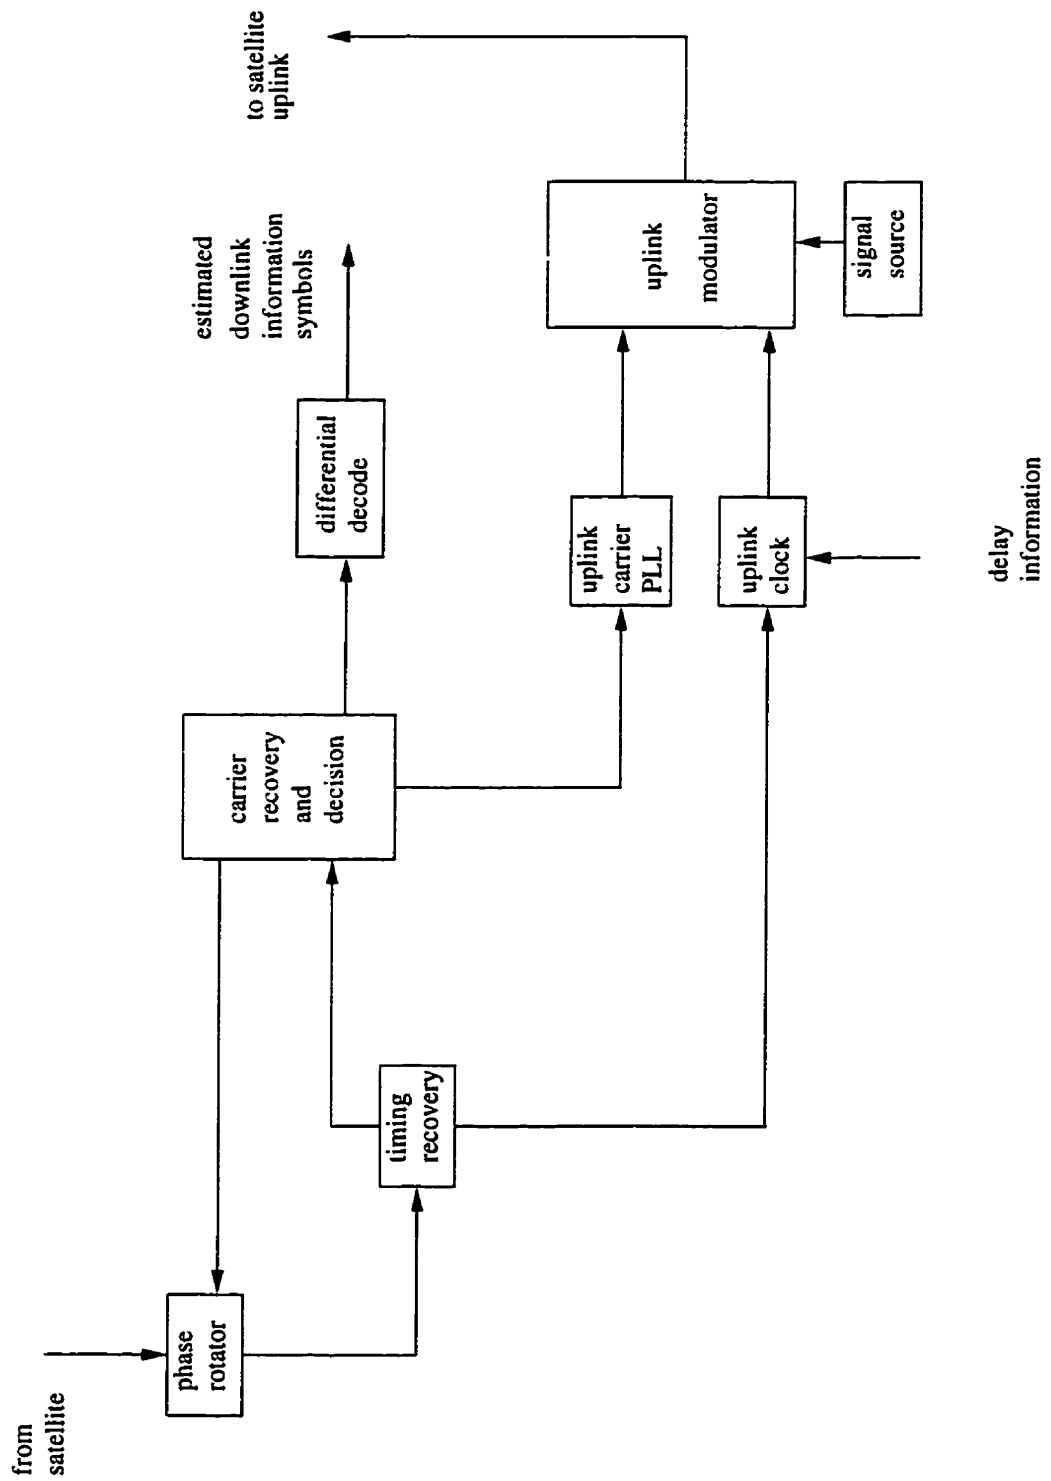 from
satellite
phase
rotator
timing
recovery
carrier
recovery
and
decision
differential
decode
estimated
downlink
information
symbols
to satellite
uplink
uplink
carrier
PLL
uplink
clock
delay
information
uplink
modulator
signal
source